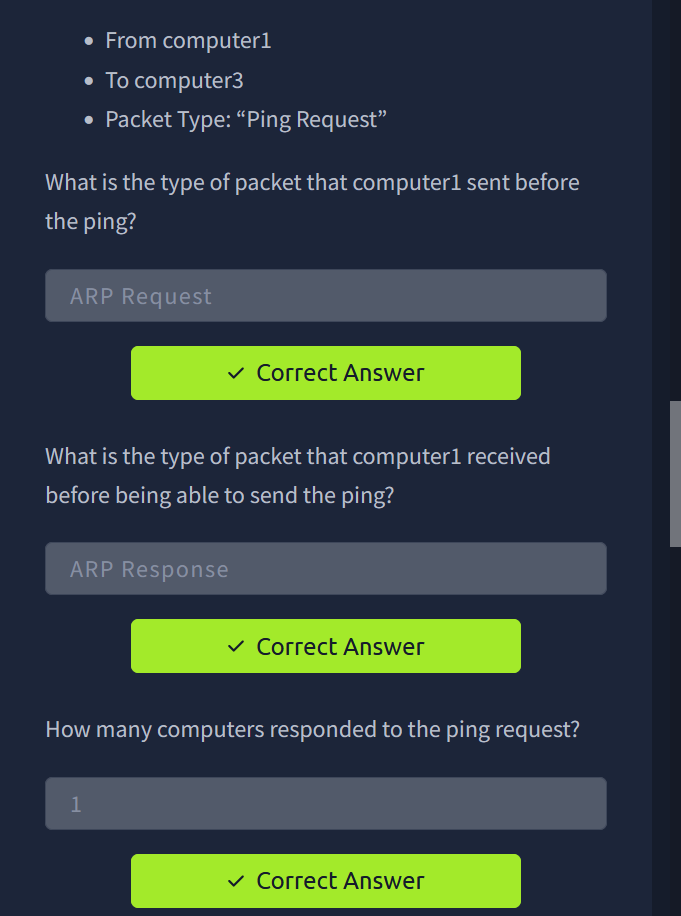 From computer1
To computer3
Packet Type: “Ping Request”
What is the type of packet that computer1 sent before
the ping?
ARP Request
Correct Answer
What is the type of packet that computer1 received
before being able to send the ping?
ARP Response
Correct Answer
How many computers responded to the ping request?
1
Correct Answer